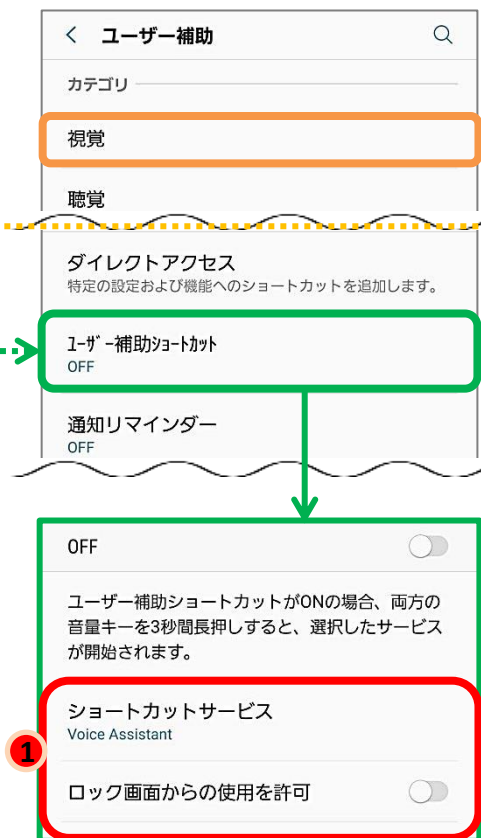 ユーザー補助
カテゴリ
視覚
聴覚
ダイレクトアクセス
特定の設定および機能へのショートカットを追加します。
ﾕｰｻﾞｰ補助ｼｮｰﾄｶｯﾄ
OFF
通知リマインダー
OFF
OFF
ユーザー補助ショートカットがONの場合、両方の
音量キーを3秒間長押しすると、選択したサービス
が開始されます。
ショートカットサービス
Voice Assistant
1
ロック画面からの使用を許可